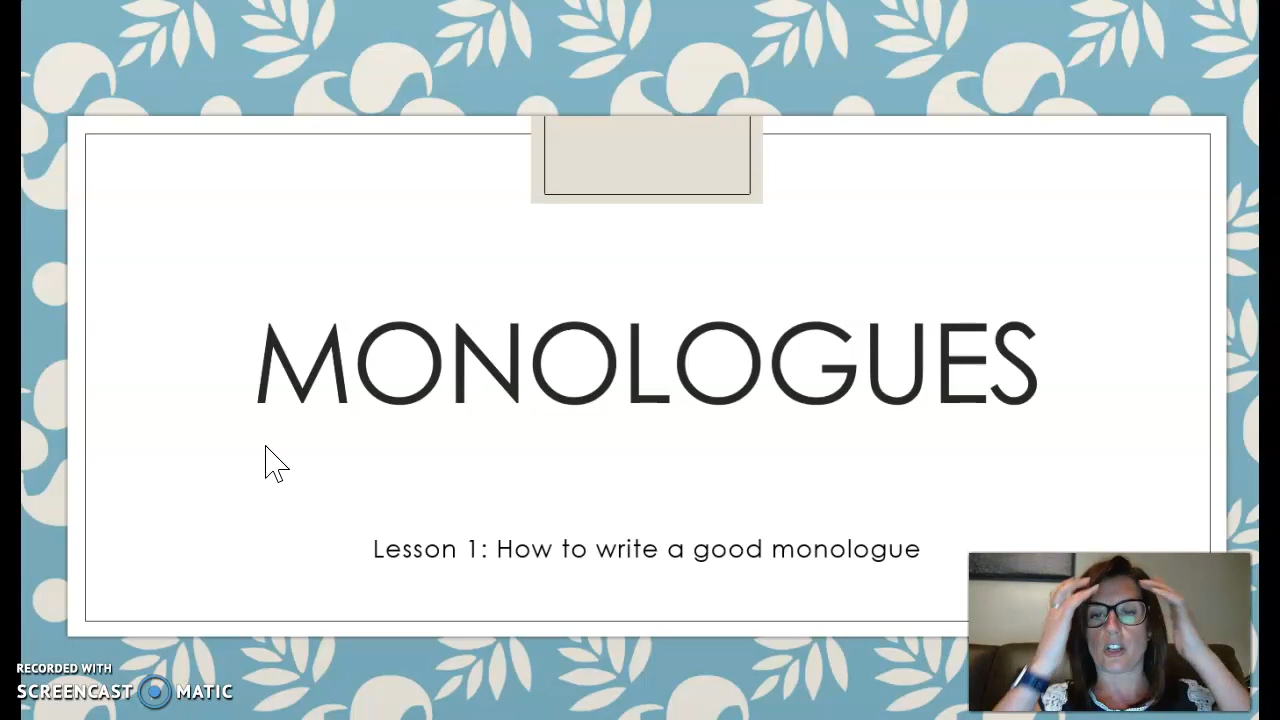 MONOLOGUES
Lesson 1: How to write a good monologue
RECORDED WITH
SCREENCAST MATIC